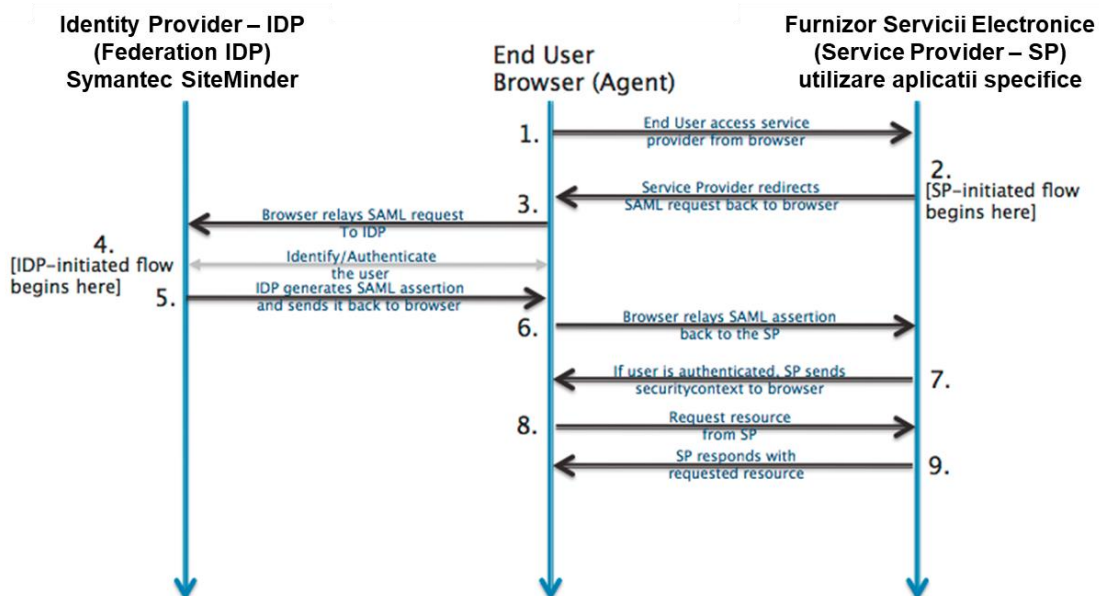 Identity Provider – IDP
(Federation IDP)
Symantec SiteMinder
End User
Browser (Agent)
Furnizor Servicii Electronice
(Service Provider – SP)
utilizare aplicatii specifice
1.
End User access service
provider from browser
2.
[SP-initiated flow
begins here]
Service Provider redirects
SAML request back to browser
3.
Browser relays SAML request
To IDP
4.
[IDP-initiated flow
begins here]
Identify/Authenticate
the user
5.
IDP generates SAML assertion
and sends it back to browser
6.
Browser relays SAML assertion
back to the SP
If user is authenticated, SP sends
securitycontext to browser
7.
8.
Request resource
from SP
SP responds with
requested resource
9.